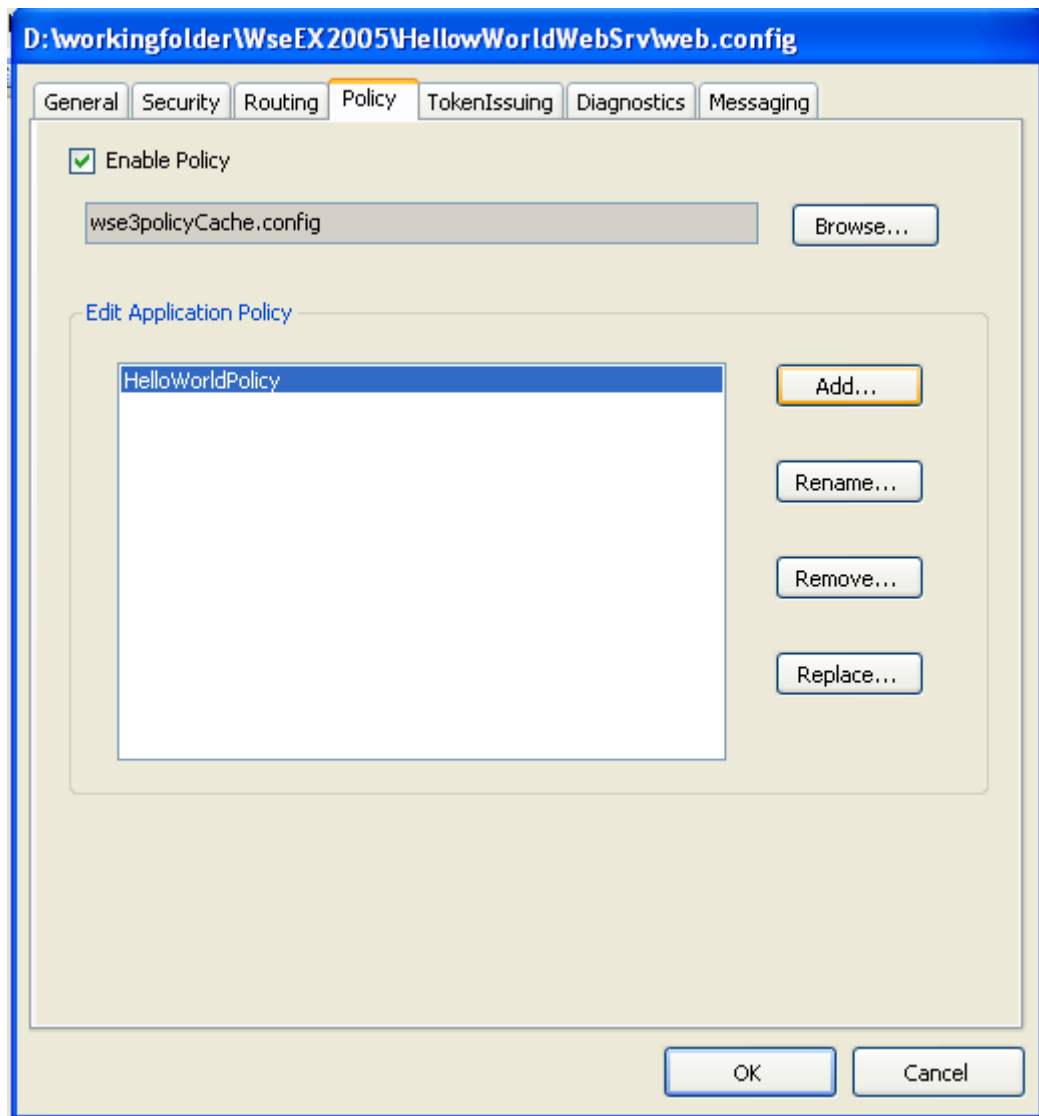 D:\workingfolder\WseEX2005\HellowWorldWebSrv\web.config
General Security Routing Policy TokenIssuing Diagnostics Messaging
Enable Policy
wse3policyCache.config Browse...
Edit Application Policy
HelloWorldPolicy
Add...
Rename...
Remove...
Replace...
OK Cancel